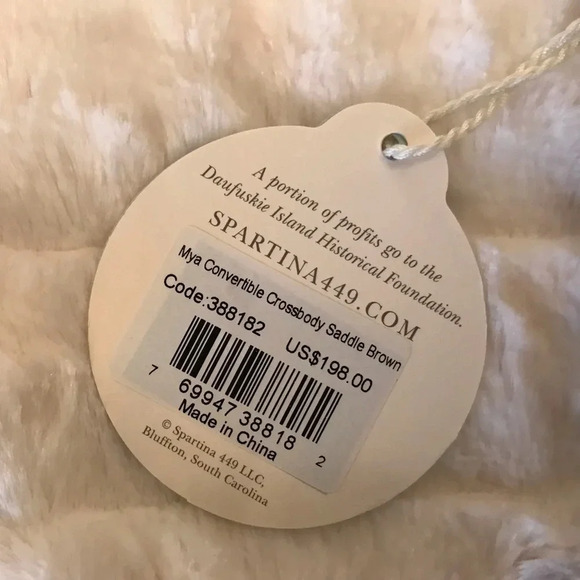 A portion of profits go to the
Daufuskie Island Historical Foundation.
SPARTINA449.COM
Mya Convertible Crossbody Saddle Brown
Code:388182 US$198.00
7 69947 38818 2
Made in China
© Spartina 449 LLC,
Bluffton, South Carolina